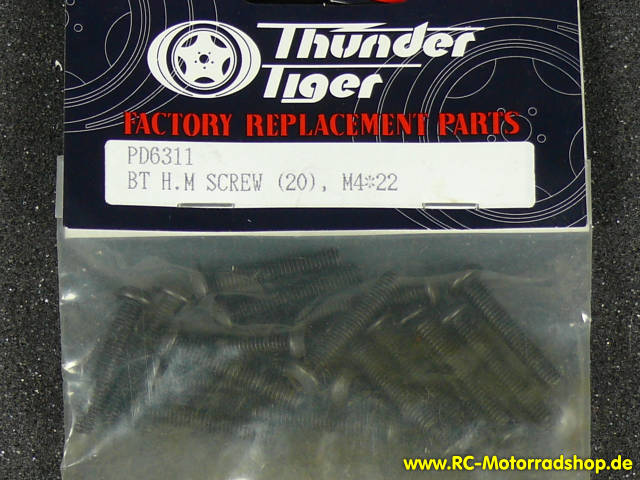 Thunder
Tiger
FACTORY REPLACEMENT PARTS
PD6311
BT H.M SCREW (20), M4*22
www.RC-Motorradshop.de